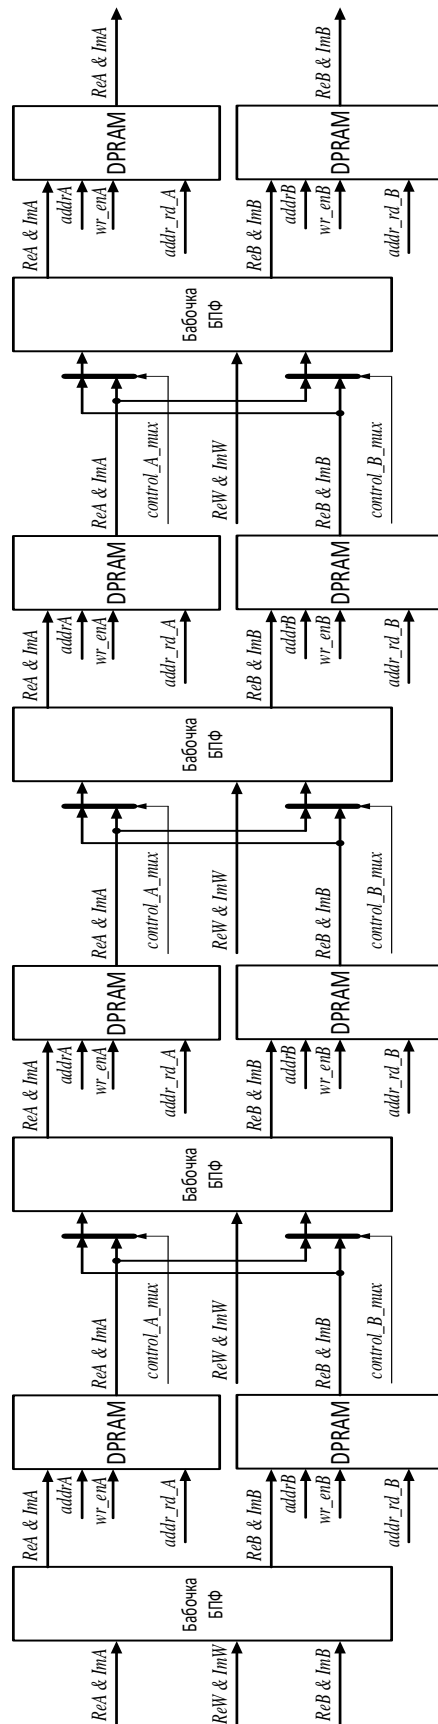 ReA & ImA
ReW & ImW
ReB & ImB
Бабочка
БПФ
ReA & ImA
addrA
wr_enA
addr_rd_A
DPRAM
ReB & ImB
addrB
wr_enB
addr_rd_B
DPRAM
ReA & ImA
control_A_mux
ReW & ImW
ReB & ImB
control_B_mux
Бабочка
БПФ
ReA & ImA
addrA
wr_enA
addr_rd_A
DPRAM
ReB & ImB
addrB
wr_enB
addr_rd_B
DPRAM
ReA & ImA
control_A_mux
ReW & ImW
ReB & ImB
control_B_mux
Бабочка
БПФ
ReA & ImA
addrA
wr_enA
addr_rd_A
DPRAM
ReB & ImB
addrB
wr_enB
addr_rd_B
DPRAM
ReA & ImA
control_A_mux
ReW & ImW
ReB & ImB
control_B_mux
Бабочка
БПФ
ReA & ImA
addrA
wr_enA
addr_rd_A
DPRAM
ReB & ImB
addrB
wr_enB
addr_rd_B
DPRAM
ReA & ImA
ReB & ImB